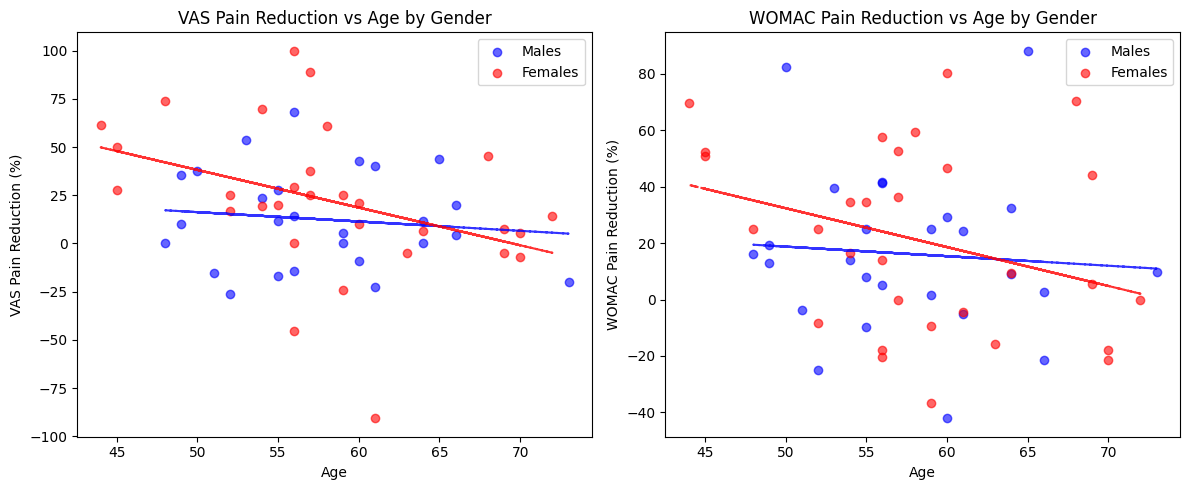 VAS Pain Reduction vs Age by Gender
Males
Females
VAS Pain Reduction (%)
100
75
50
25
0
−25
−50
−75
−100
45 50 55 60 65 70
Age
WOMAC Pain Reduction vs Age by Gender
Males
Females
WOMAC Pain Reduction (%)
80
60
40
20
0
−20
−40
45 50 55 60 65 70
Age